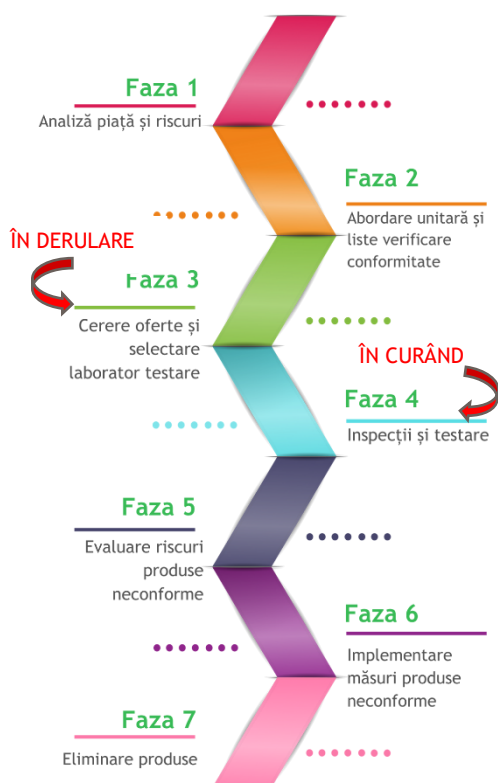 Faza 1
Analiză piață și riscuri
Faza 2
Abordare unitară și
liste verificare
conformitate
ÎN DERULARE
Faza 3
Cerere oferte și
selectare
laborator testare
ÎN CURÂND
Faza 4
Inspecții și testare
Faza 5
Evaluare riscuri
produse
neconforme
Faza 6
Implementare
măsuri produse
neconforme
Faza 7
Eliminare produse